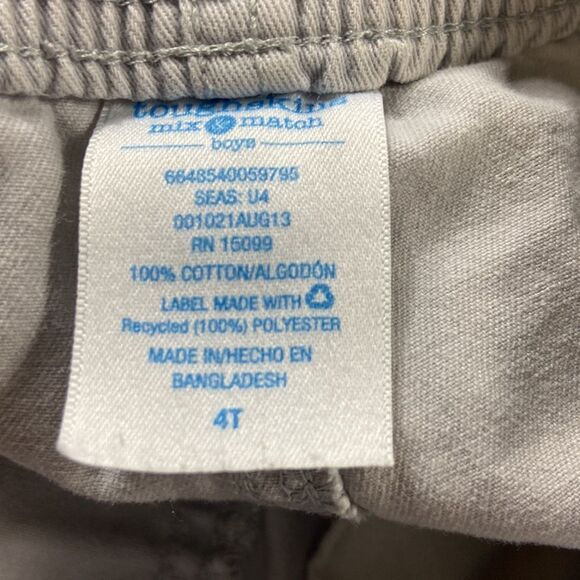 toughskins
mix & match
boys
6648540059795
SEAS: U4
001021AUG13
RN 15099
100% COTTON/ALGODÓN
LABEL MADE WITH
Recycled (100%) POLYESTER
MADE IN/HECHO EN
BANGLADESH
4T